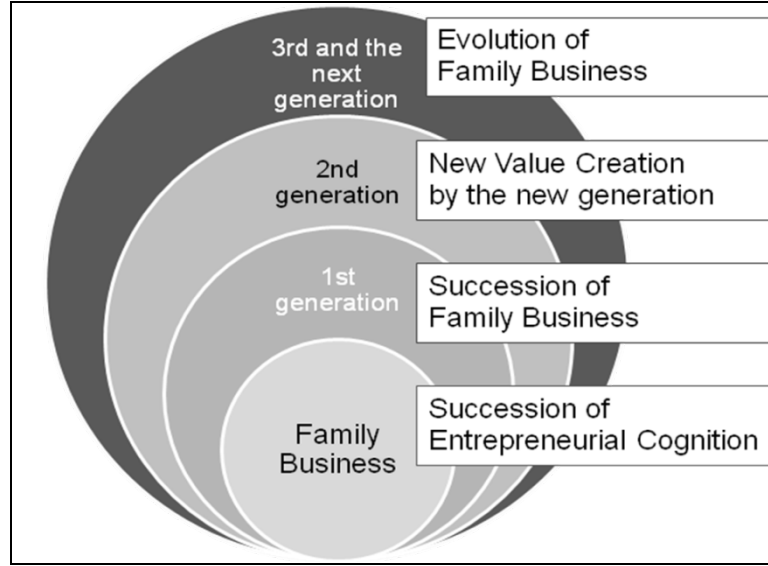 3rd and the
next
generation
Evolution of
Family Business
2nd
generation
New Value Creation
by the new generation
1st
generation
Succession of
Family Business
Family
Business
Succession of
Entrepreneurial Cognition